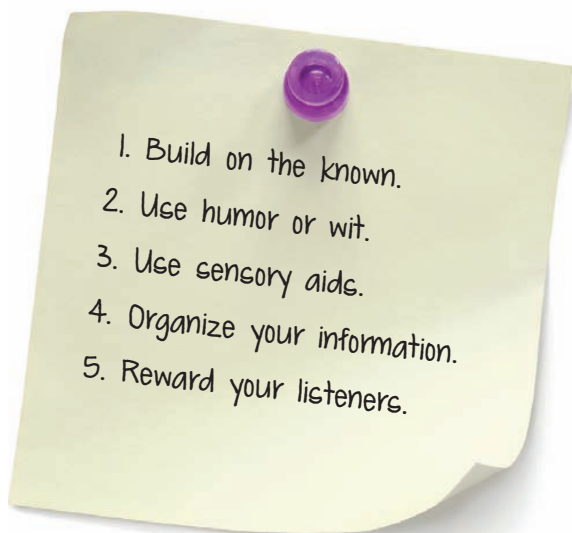 1. Build on the known.
2. Use humor or wit.
3. Use sensory aids.
4. Organize your information.
5. Reward your listeners.